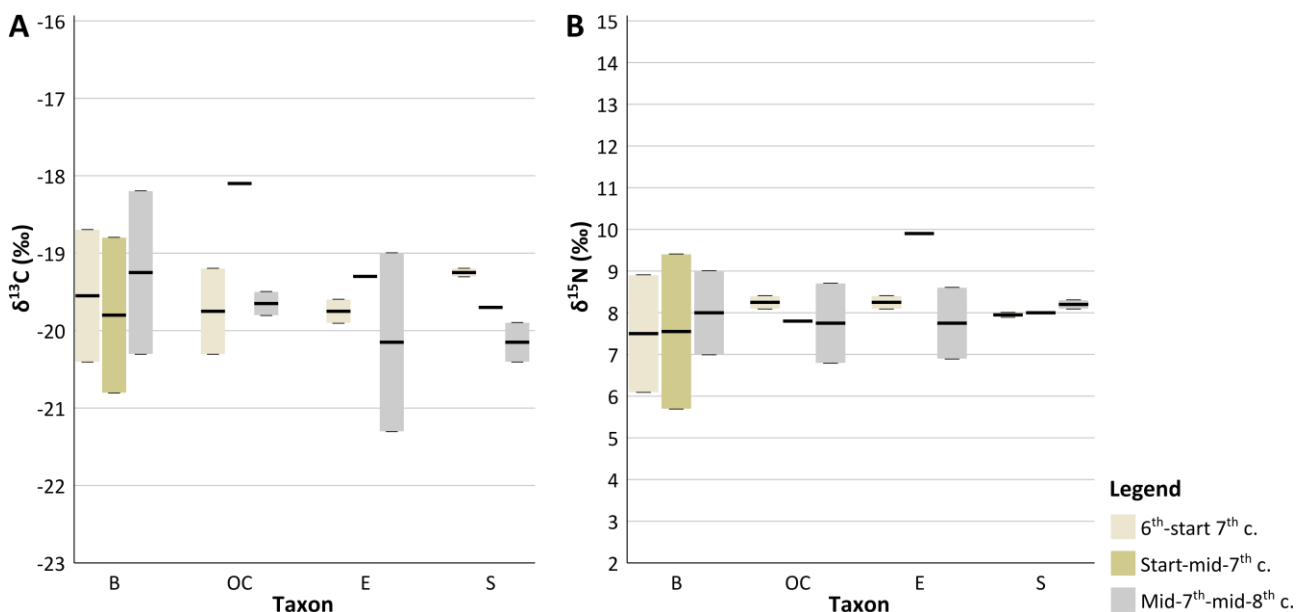 A
δ¹³C (‰)
-16
-17
-18
-19
-20
-21
-22
-23
B OC E S
Taxon
B
δ¹⁵N (‰)
15
14
13
12
11
10
9
8
7
6
5
4
3
2
B OC E S
Taxon
Legend
6ᵗʰ-start 7ᵗʰ c.
Start-mid-7ᵗʰ c.
Mid-7ᵗʰ-mid-8ᵗʰ c.